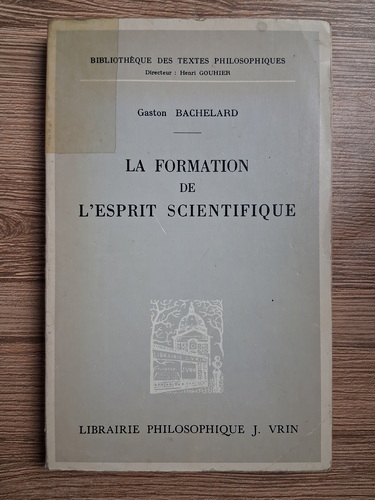 BIBLIOTHÈQUE DES TEXTES PHILOSOPHIQUES
Directeur : Henri GOUHIER
Gaston BACHELARD
LA FORMATION
DE
L'ESPRIT SCIENTIFIQUE
LIBRAIRIE PHILOSOPHIQUE J. VRIN